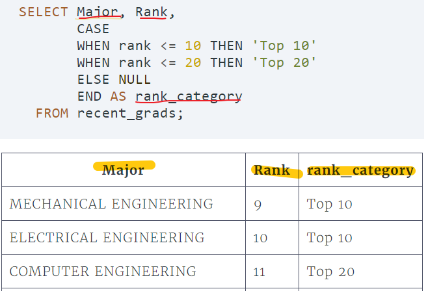 SELECT Major, Rank,
CASE
WHEN rank <= 10 THEN 'Top 10'
WHEN rank <= 20 THEN 'Top 20'
ELSE NULL
END AS rank_category
FROM recent_grads;
Major Rank rank_category
MECHANICAL ENGINEERING 9 Top 10
ELECTRICAL ENGINEERING 10 Top 10
COMPUTER ENGINEERING 11 Top 20